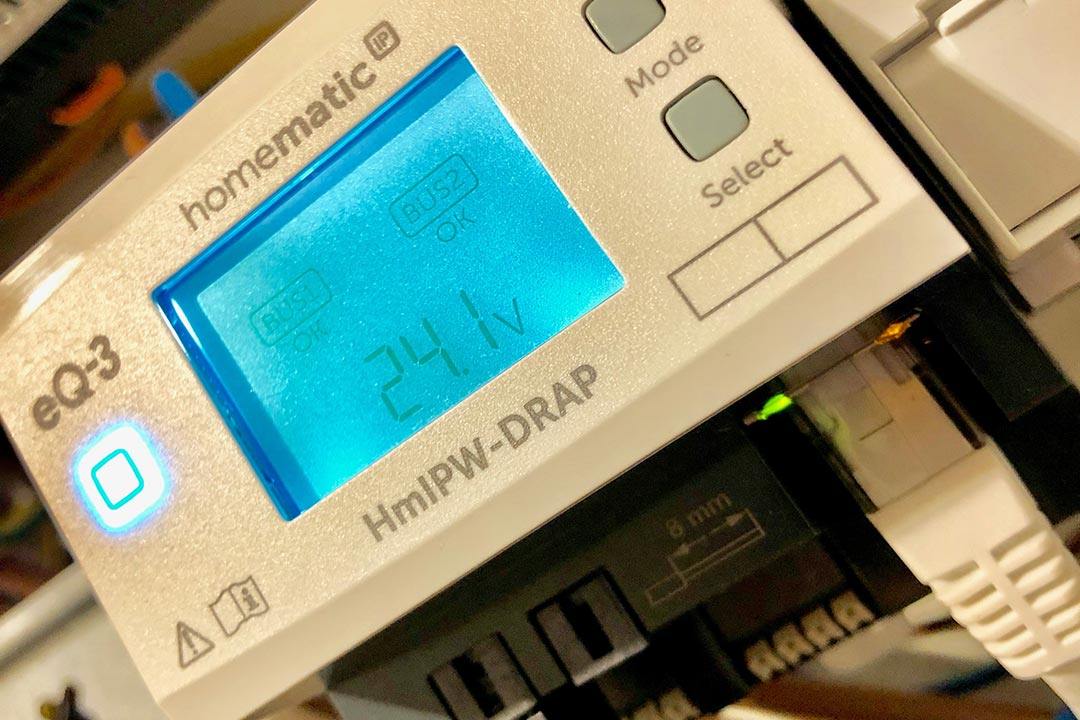 homematic IP
Mode
Select
BUS2
OK
BUS1
OK
24.1V
eQ-3
HmIPW-DRAP
8 mm